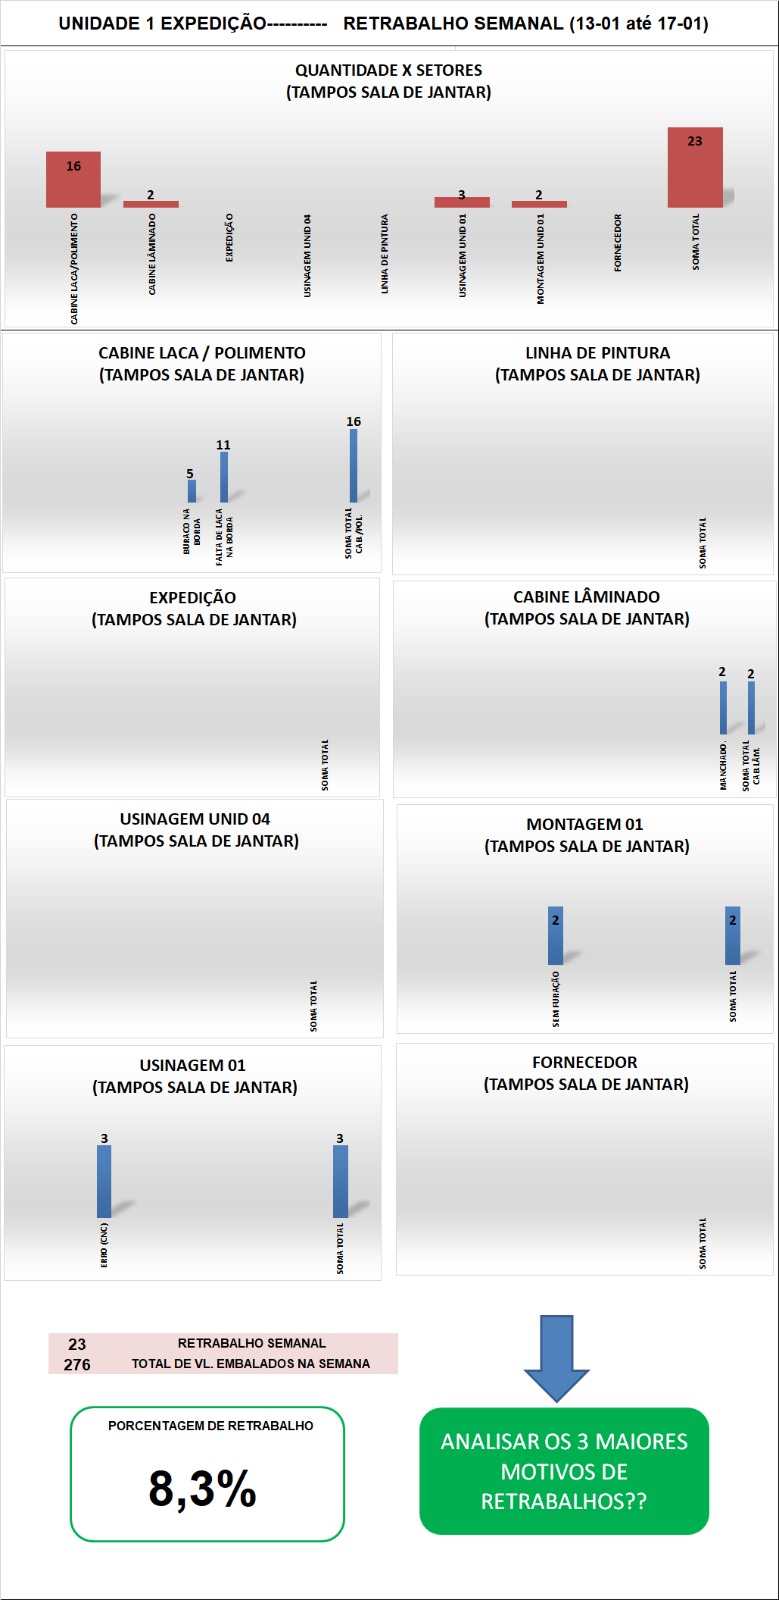 UNIDADE 1 EXPEDIÇÃO---------- RETRABALHO SEMANAL (13-01 até 17-01)
QUANTIDADE X SETORES
(TAMPOS SALA DE JANTAR)
16
2
3
2
23
CABINE LACA/POLIMENTO
CABINE LÂMINADO
EXPEDIÇÃO
USINAGEM UNID 04
LINHA DE PINTURA
USINAGEM UNID 01
MONTAGEM UNID 01
FORNECEDOR
SOMA TOTAL
CABINE LACA / POLIMENTO
(TAMPOS SALA DE JANTAR)
5
11
16
BURACO NA
BORDA
FALTA DE LACA
NA BORDA
SOMA TOTAL
CAB /POL.
LINHA DE PINTURA
(TAMPOS SALA DE JANTAR)
SOMA TOTAL
EXPEDIÇÃO
(TAMPOS SALA DE JANTAR)
SOMA TOTAL
CABINE LÂMINADO
(TAMPOS SALA DE JANTAR)
2
2
MANCHADO.
SOMA TOTAL
CAB LÂM.
USINAGEM UNID 04
(TAMPOS SALA DE JANTAR)
SOMA TOTAL
MONTAGEM 01
(TAMPOS SALA DE JANTAR)
2
2
SEM FURAÇÃO
SOMA TOTAL
USINAGEM 01
(TAMPOS SALA DE JANTAR)
3
3
ERRO (CNC)
SOMA TOTAL
FORNECEDOR
(TAMPOS SALA DE JANTAR)
SOMA TOTAL
23 RETRABALHO SEMANAL
276 TOTAL DE VL. EMBALADOS NA SEMANA
PORCENTAGEM DE RETRABALHO
8,3%
ANALISAR OS 3 MAIORES
MOTIVOS DE
RETRABALHOS??